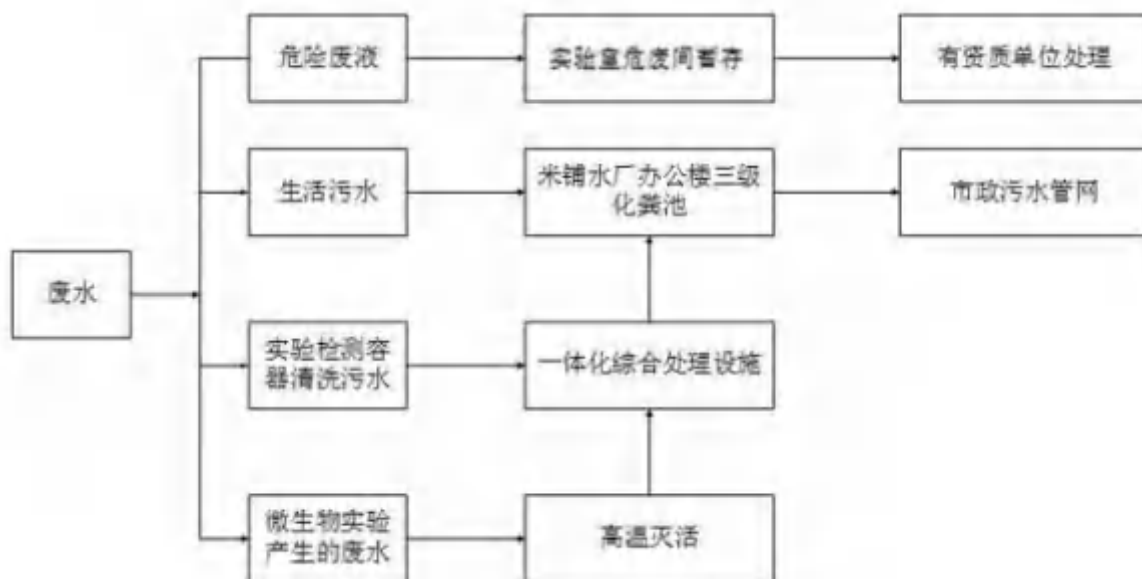 危险废液
实验室危废间暂存
有资质单位处理
生活污水
米铺水厂办公楼三级
化粪池
市政污水管网
废水
实验检测容
器清洗污水
一体化综合处理设施
微生物实验
产生的废水
高温灭活